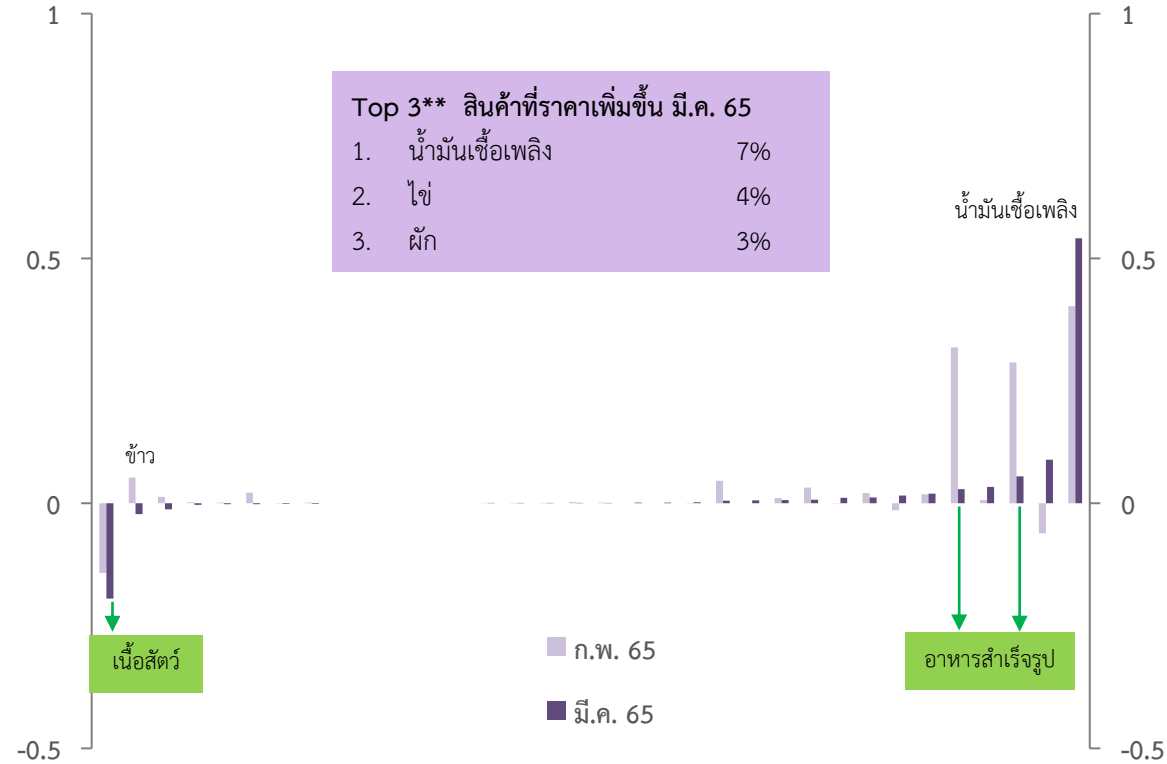 1
1
Top 3** สินค้าที่ราคาเพิ่มขึ้น มี.ค. 65
1. น้ำมันเชื้อเพลิง 7%
2. ไข่ 4%
3. ผัก 3%
น้ำมันเชื้อเพลิง
0.5
0.5
ข้าว
0
0
เนื้อสัตว์
อาหารสำเร็จรูป
ก.พ. 65
มี.ค. 65
-0.5
-0.5